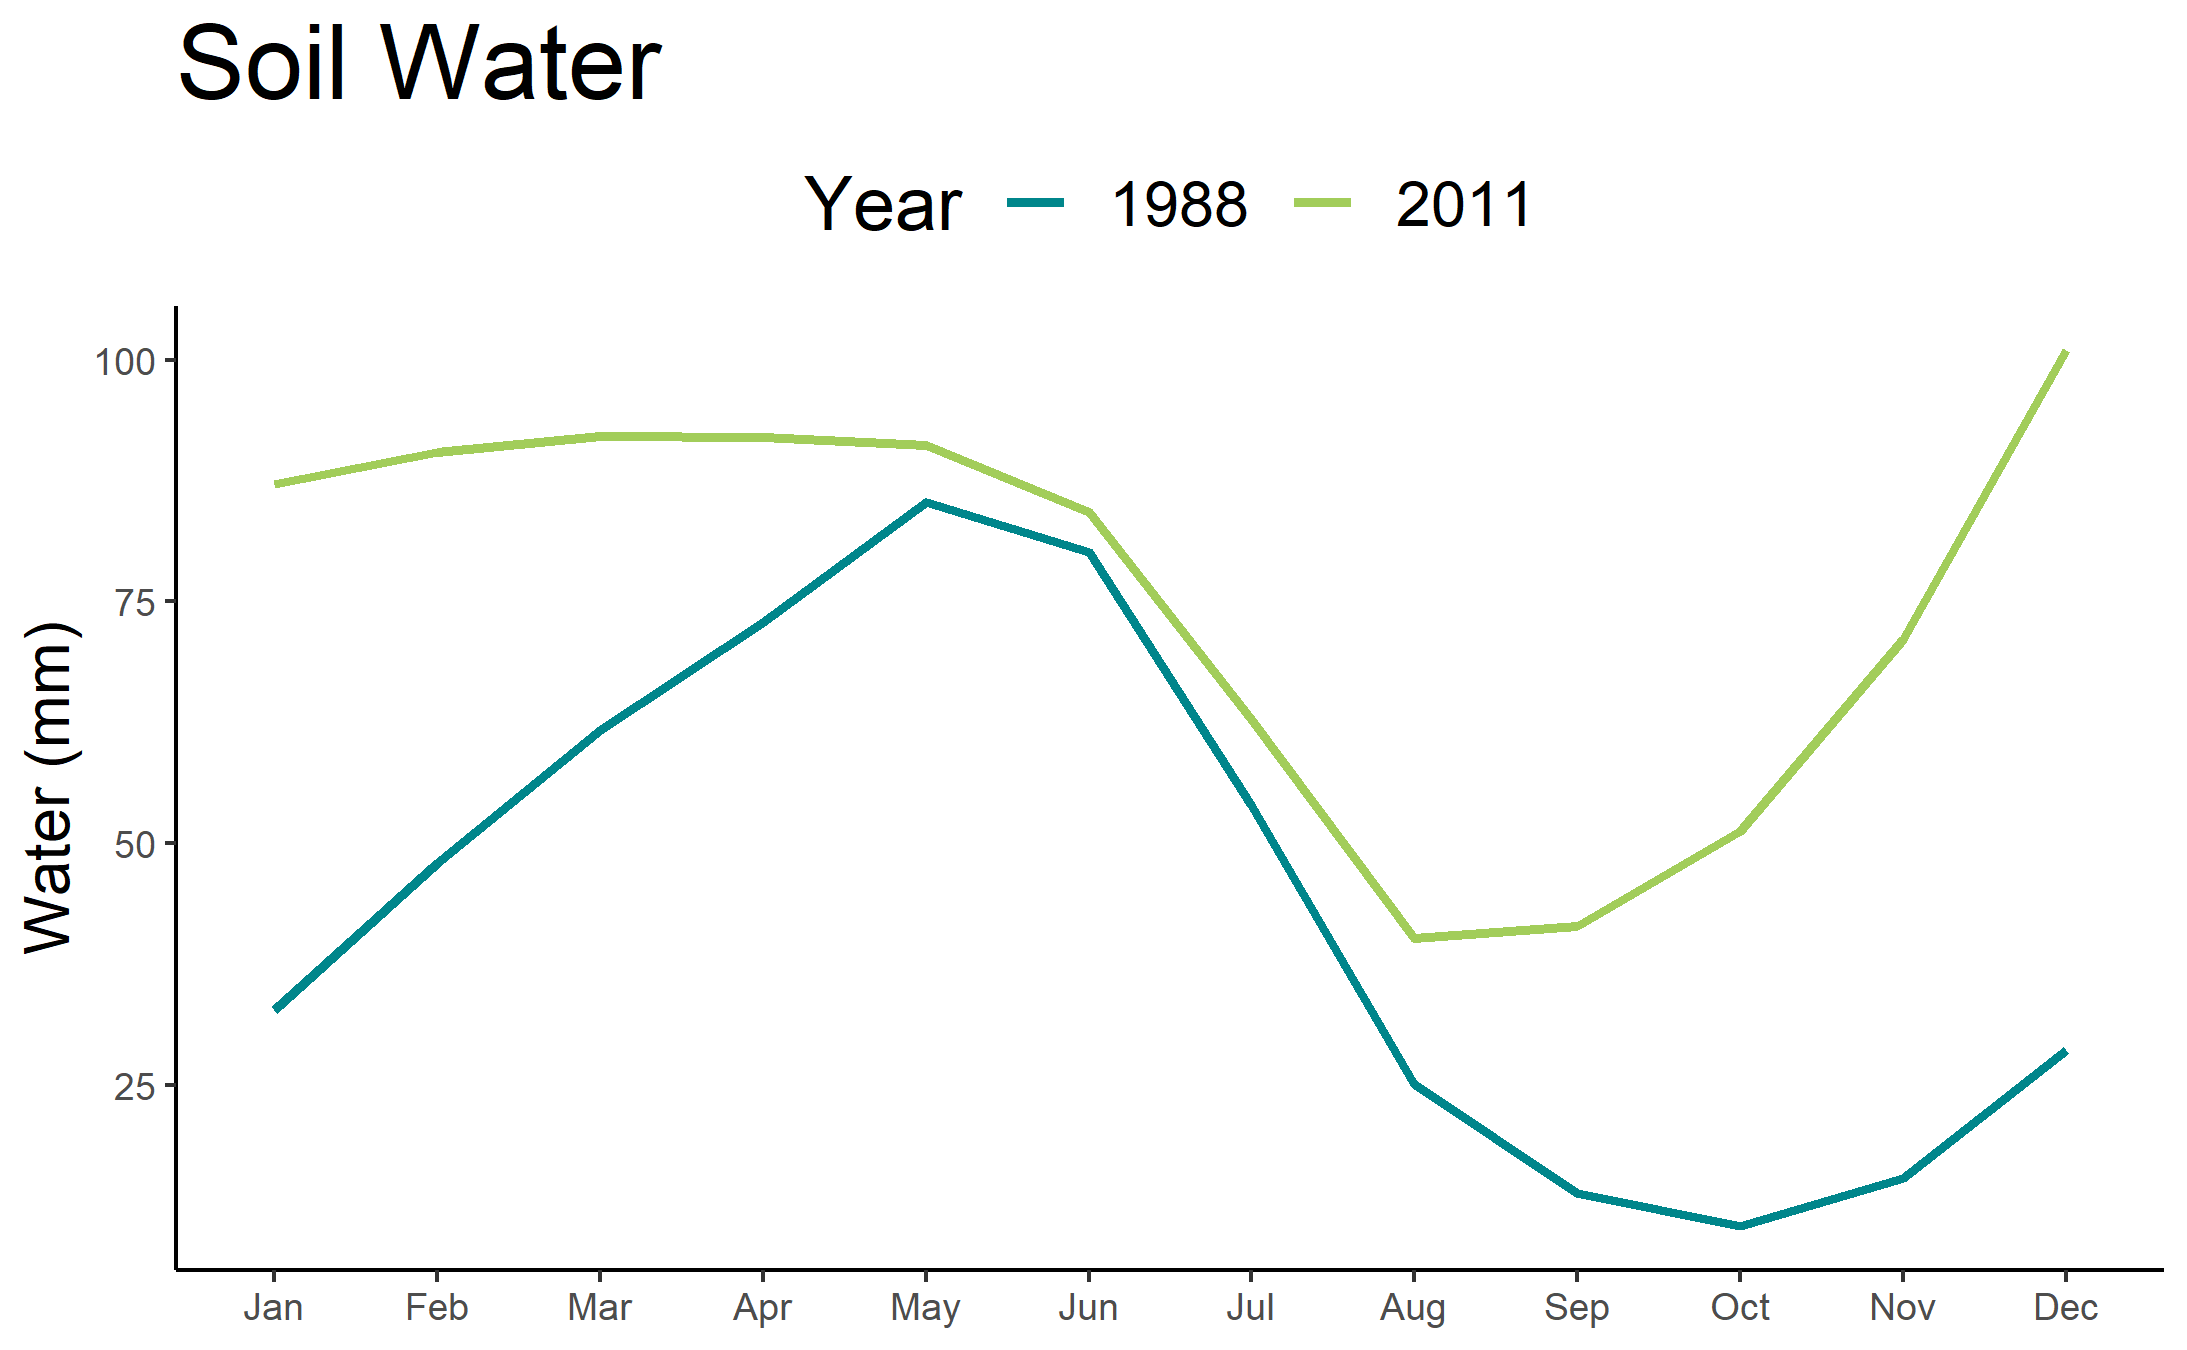 Soil Water
Year 1988 2011
Water (mm)
100
75
50
25
Jan Feb Mar Apr May Jun Jul Aug Sep Oct Nov Dec